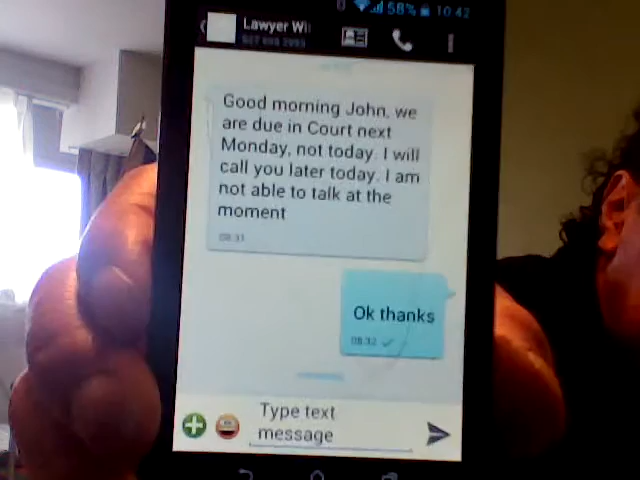 58% 10:42
Lawyer Wi
Good morning John, we
are due in Court next
Monday, not today. I will
call you later today. I am
not able to talk at the
moment
08:31
Ok thanks
08:32
Type text
message